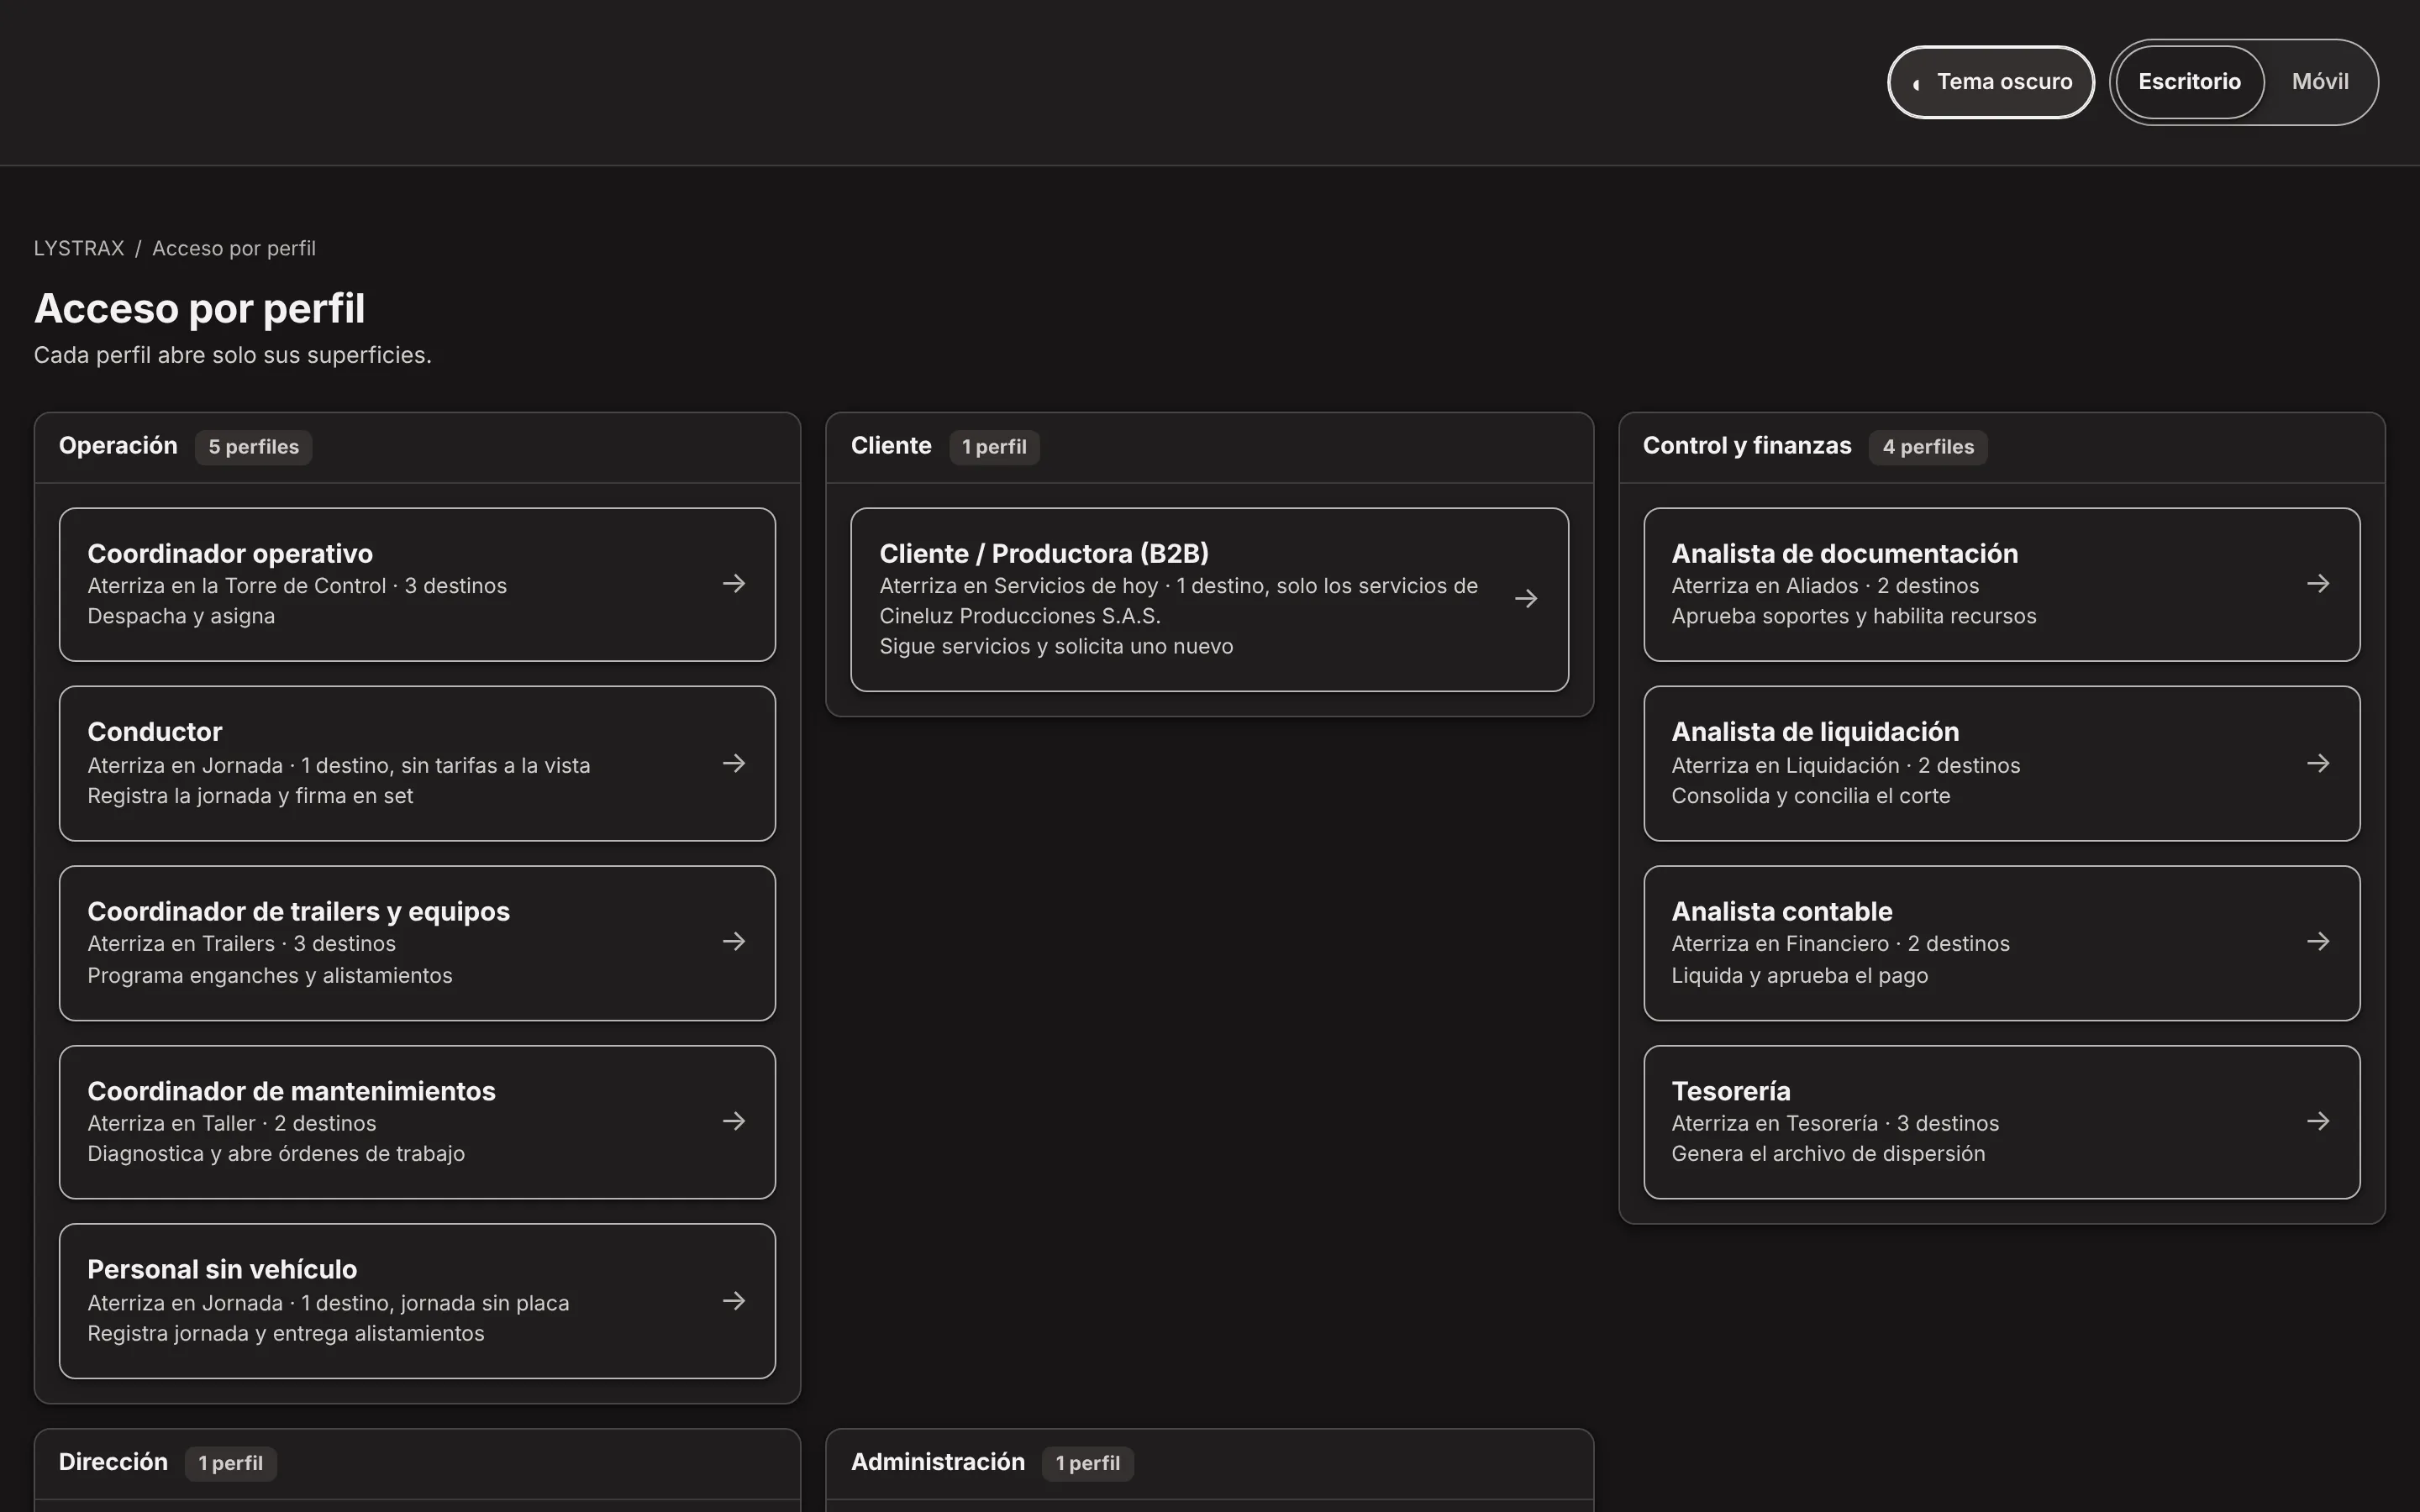 Tema oscuro
Escritorio
Móvil
LYSTRAX / Acceso por perfil
Acceso por perfil
Cada perfil abre solo sus superficies.
Operación
5 perfiles
Coordinador operativo
Aterriza en la Torre de Control · 3 destinos
Despacha y asigna
Conductor
Aterriza en Jornada · 1 destino, sin tarifas a la vista
Registra la jornada y firma en set
Coordinador de trailers y equipos
Aterriza en Trailers · 3 destinos
Programa enganches y alistamientos
Coordinador de mantenimientos
Aterriza en Taller · 2 destinos
Diagnostica y abre órdenes de trabajo
Personal sin vehículo
Aterriza en Jornada · 1 destino, jornada sin placa
Registra jornada y entrega alistamientos
Cliente
1 perfil
Cliente / Productora (B2B)
Aterriza en Servicios de hoy · 1 destino, solo los servicios de
Cineluz Producciones S.A.S.
Sigue servicios y solicita uno nuevo
Control y finanzas
4 perfiles
Analista de documentación
Aterriza en Aliados · 2 destinos
Aprueba soportes y habilita recursos
Analista de liquidación
Aterriza en Liquidación · 2 destinos
Consolida y concilia el corte
Analista contable
Aterriza en Financiero · 2 destinos
Liquida y aprueba el pago
Tesorería
Aterriza en Tesorería · 3 destinos
Genera el archivo de dispersión
Dirección
1 perfil
Administración
1 perfil